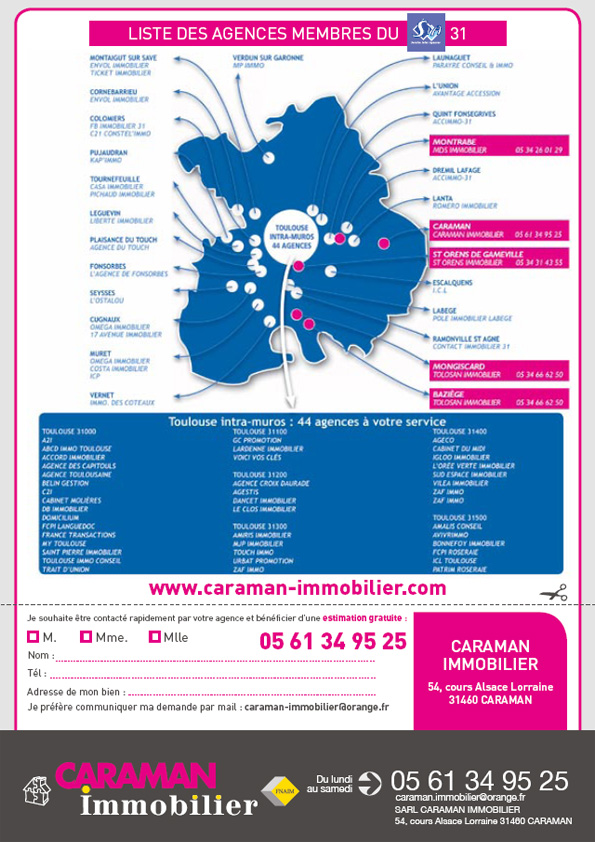 LISTE DES AGENCES MEMBRES DU 31
MONTAIGUT SUR SAVE
ENVOL IMMOBILIER
TICKET IMMOBILIER
CORNEBARRIEU
ENVOL IMMOBILIER
COLOMIERS
FB IMMOBILIER 31
C21 CONSTEL'IMMO
PUJAUDRAN
KAP'IMMO
TOURNEFEUILLE
CASA IMMOBILIER
PICHAUD IMMOBILIER
LEGUEVIN
LIBERTE IMMOBILIER
PLAISANCE DU TOUCH
AGENCE DU TOUCH
FONSORBES
L'AGENCE DE FONSORBES
SEYSSES
L'OSTALOU
CUGNAUX
OMEGA IMMOBILIER
17 AVENUE IMMOBILIER
MURET
OMEGA IMMOBILIER
COSTA IMMOBILIER
ICP
VERNET
IMMO. DES COTEAUX
VERDUN SUR GARONNE
MP IMMO
TOULOUSE
INTRA-MUROS
44 AGENCES
LAUNAGUET
PARAYRE CONSEIL & IMMO
L'UNION
AVANTAGE ACCESSION
QUINT FONSEGRIVES
ACCIMMO-31
MONTRABE
MDS IMMOBILIER 05 34 26 01 29
DREMIL LAFAGE
ACCIMMO-31
LANTA
ROMERO IMMOBILIER
CARAMAN
CARAMAN IMMOBILIER 05 61 34 95 25
ST ORENS DE GAMEVILLE
ST ORENS IMMOBILIER 05 34 31 43 55
ESCALQUENS
I.C.L
LABEGE
POLE IMMOBILIER LABEGE
RAMONVILLE ST AGNE
CONTACT IMMOBILIER 31
MONGISCARD
TOLOSAN IMMOBILIER 05 34 66 62 50
BAZIÈGE
TOLOSAN IMMOBILIER 05 34 66 62 50
Toulouse intra-muros : 44 agences à votre service
TOULOUSE 31000
A2I
ABCD IMMO TOULOUSE
ACCORD IMMOBILIER
AGENCE DES CAPITOULS
AGENCE TOULOUSAINE
BELIN GESTION
C2I
CABINET MOLIÈRES
DB IMMOBILIER
DOMICILIUM
FCPI LANGUEDOC
FRANCE TRANSACTIONS
MY TOULOUSE
SAINT PIERRE IMMOBILIER
TOULOUSE IMMO CONSEIL
TRAIT D'UNION
TOULOUSE 31100
GC PROMOTION
LARDENNE IMMOBILIER
VOICI VOS CLÉS
TOULOUSE 31200
AGENCE CROIX DAURADE
AGESTIS
DANCET IMMOBILIER
LE CLOS IMMOBILIER
TOULOUSE 31300
AMIRIS IMMOBILIER
MJP IMMOBILIER
TOUCH IMMO
URBAT PROMOTION
ZAF IMMO
TOULOUSE 31400
AGECO
CABINET DU MIDI
IGLOO IMMOBILIER
L'ORÉE VERTE IMMOBILIER
SUD ESPACE IMMOBILIER
VILEA IMMOBILIER
ZAF IMMO
ZAF IMMO
TOULOUSE 31500
AMALIS CONSEIL
AVIVRIMMO
BONNEFOY IMMOBILIER
FCPI ROSERAIE
ICL TOULOUSE
PATRIM ROSERAIE
www.caraman-immobilier.com
Je souhaite être contacté rapidement par votre agence et bénéficier d'une estimation gratuite :
M. Mme. Mlle
05 61 34 95 25
Nom :
Tél :
Adresse de mon bien :
Je préfère communiquer ma demande par mail : caraman-immobilier@orange.fr
CARAMAN
IMMOBILIER
54, cours Alsace Lorraine
31460 CARAMAN
CARAMAN
immobilier
FNAIM
Du lundi
au samedi
05 61 34 95 25
caraman.immobilier@orange.fr
SARL CARAMAN IMMOBILIER
54, cours Alsace Lorraine 31460 CARAMAN